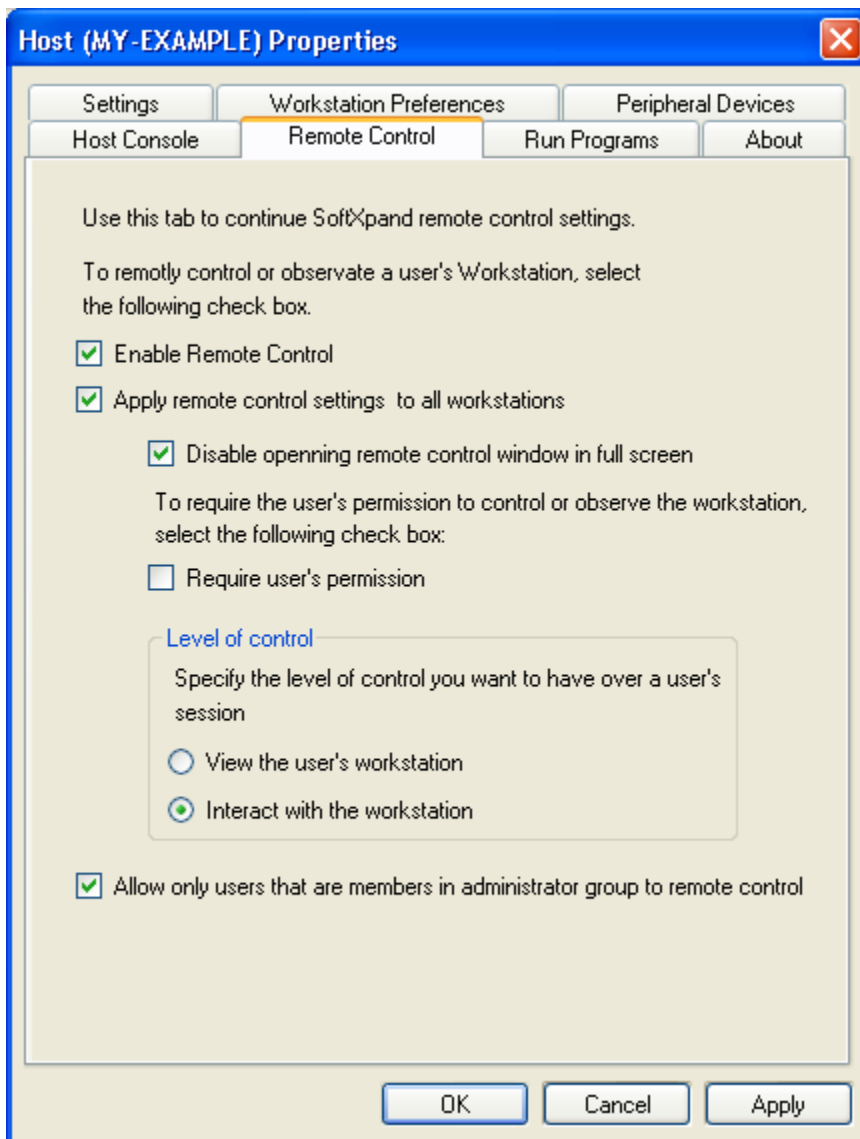 Host (MY-EXAMPLE) Properties
Settings
Workstation Preferences
Peripheral Devices
Host Console
Remote Control
Run Programs
About
Use this tab to continue SoftXpand remote control settings.
To remotly control or observate a user's Workstation, select
the following check box.
Enable Remote Control
Apply remote control settings to all workstations
Disable openning remote control window in full screen
To require the user's permission to control or observe the workstation,
select the following check box:
Require user's permission
Level of control
Specify the level of control you want to have over a user's
session
View the user's workstation
Interact with the workstation
Allow only users that are members in administrator group to remote control
OK
Cancel
Apply